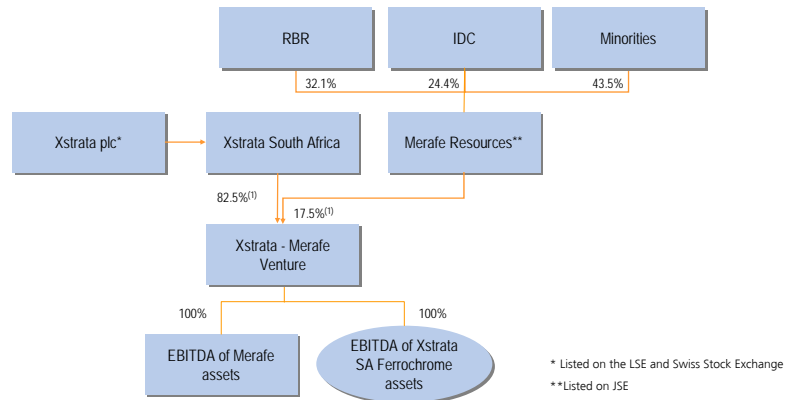 RBR
IDC
Minorities
32.1%
24.4%
43.5%
Xstrata plc*
Xstrata South Africa
Merafe Resources**
82.5%(1)
17.5%(1)
Xstrata - Merafe
Venture
100%
100%
EBITDA of Merafe
assets
EBITDA of Xstrata
SA Ferrochrome
assets
* Listed on the LSE and Swiss Stock Exchange
**Listed on JSE